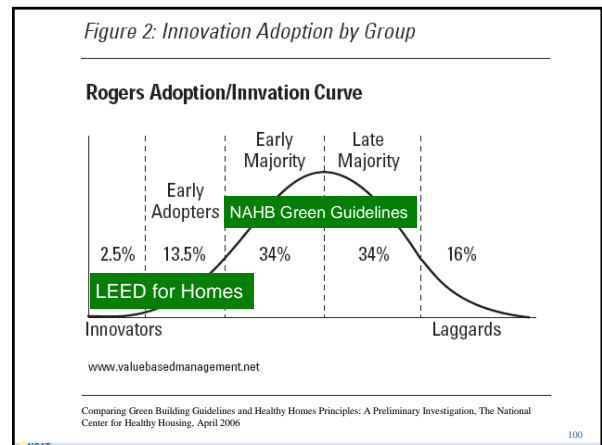 Figure 2: Innovation Adoption by Group
Rogers Adoption/Innvation Curve
Early
Majority
Late
Majority
Early
Adopters
NAHB Green Guidelines
2.5%
13.5%
34%
34%
16%
LEED for Homes
Innovators
Laggards
www.valuebasedmanagement.net
Comparing Green Building Guidelines and Healthy Homes Principles: A Preliminary Investigation, The National
Center for Healthy Housing, April 2006
100